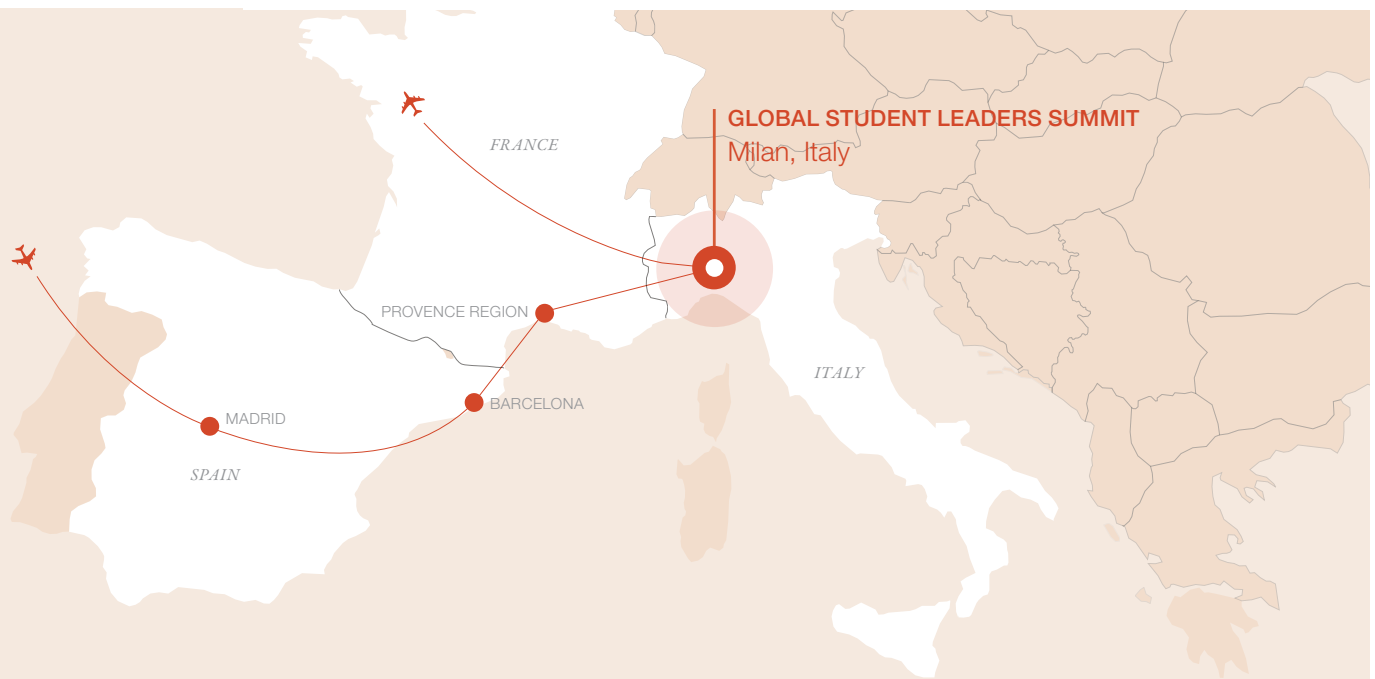 GLOBAL STUDENT LEADERS SUMMIT
Milan, Italy
FRANCE
PROVENCE REGION
ITALY
BARCELONA
MADRID
SPAIN